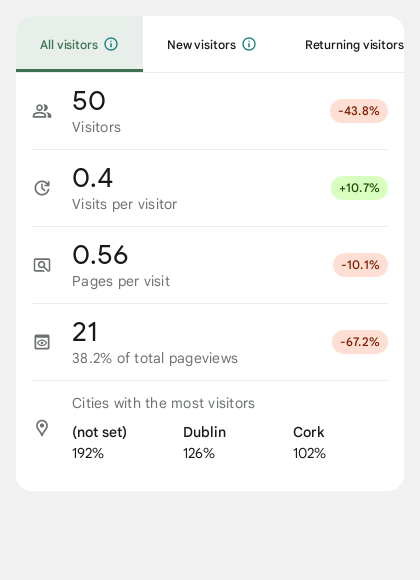 All visitors
New visitors
Returning visitors
50
-43.8%
Visitors
0.4
+10.7%
Visits per visitor
0.56
-10.1%
Pages per visit
21
-67.2%
38.2% of total pageviews
Cities with the most visitors
(not set) Dublin Cork
192% 126% 102%